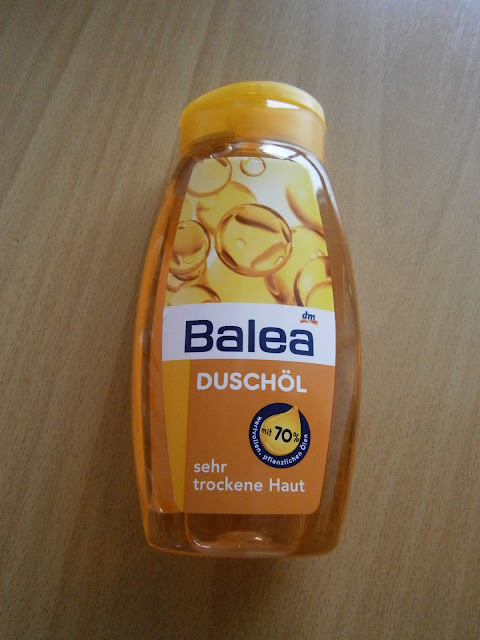 dm
Balea
DUSCHÖL
mit 70%
wertvollen, pflanzlichen Ölen
sehr
trockene Haut